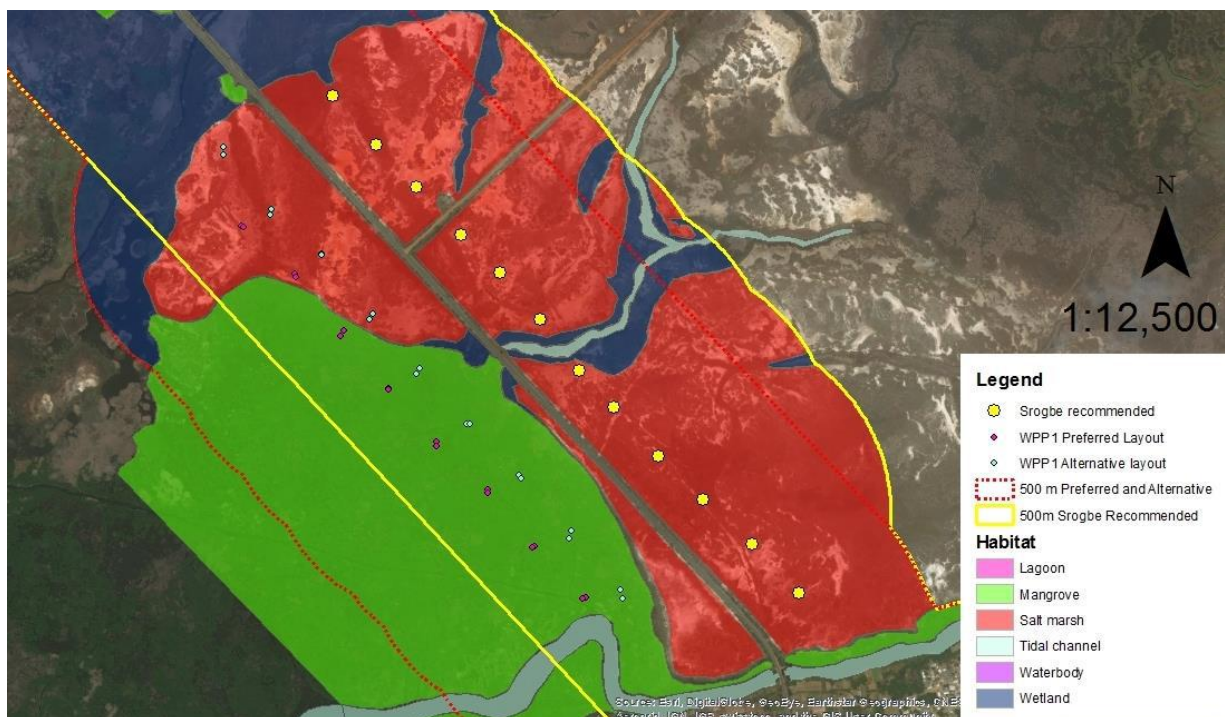 N
1:12,500
Legend
Srogbe recommended
WPP1 Preferred Layout
WPP1 Alternative layout
500 m Preferred and Alternative
500m Srogbe Recommended
Habitat
Lagoon
Mangrove
Salt marsh
Tidal channel
Waterbody
Wetland
Source: Esri, DigitalGlobe, GeoEye, Earthstar Geographics,